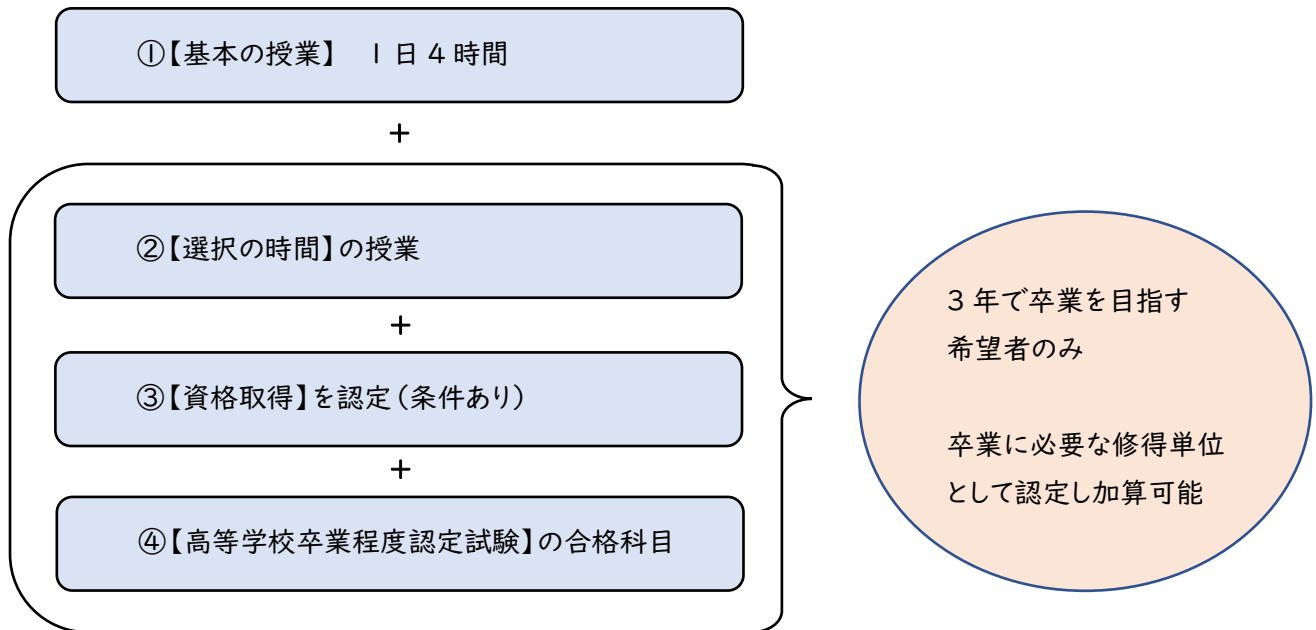 ①【基本の授業】　1日4時間
+
②【選択の時間】の授業
+
③【資格取得】を認定(条件あり)
+
④【高等学校卒業程度認定試験】の合格科目
3年で卒業を目指す
希望者のみ
卒業に必要な修得単位
として認定し加算可能